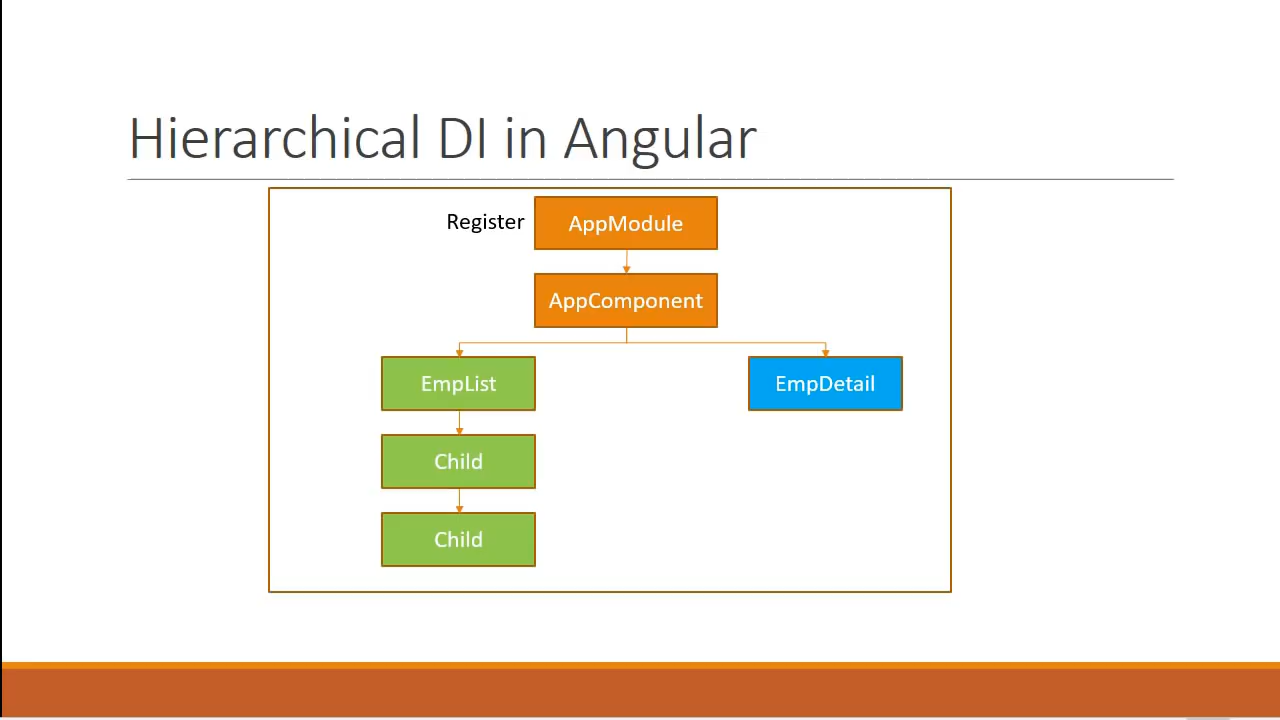 Hierarchical DI in Angular
Register
AppModule
AppComponent
EmpList
EmpDetail
Child
Child